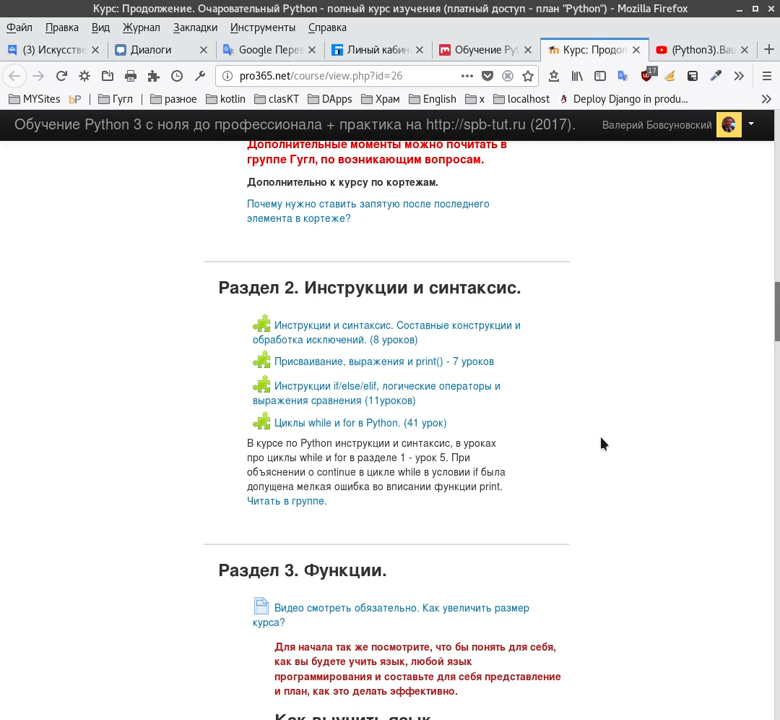 Курс: Продолжение. Очаровательный Python - полный курс изучения (платный доступ - план "Python") - Mozilla Firefox
Файл Правка Вид Журнал Закладки Инструменты Справка
(3) Искусстве Диалоги Google Пере Линый кабин Обучение Py Курс: Продол (Python3).Ваш
pro365.net/course/view.php?id=26
17
MYSites bP Гугл разное kotlin clasKT DApps Храм English x localhost Deploy Django in produ...
Обучение Python 3 с ноля до профессионала + практика на http://spb-tut.ru (2017). Валерий Бовсуновский
Дополнительные моменты можно почитать в
группе Гугл, по возникающим вопросам.
Дополнительно к курсу по кортежам.
Почему нужно ставить запятую после последнего
элемента в кортеже?
Раздел 2. Инструкции и синтаксис.
Инструкции и синтаксис. Составные конструкции и
обработка исключений. (8 уроков)
Присваивание, выражения и print() - 7 уроков
Инструкции if/else/elif, логические операторы и
выражения сравнения (11уроков)
Циклы while и for в Python. (41 урок)
В курсе по Python инструкции и синтаксис, в уроках
про циклы while и for в разделе 1 - урок 5. При
объяснении о continue в цикле while в условии if была
допущена мелкая ошибка во вписании функции print.
Читать в группе.
Раздел 3. Функции.
Видео смотреть обязательно. Как увеличить размер
курса?
Для начала так же посмотрите, что бы понять для себя,
как вы будете учить язык, любой язык
программирования и составьте для себя представление
и план, как это делать эффективно.
Как выучить язык